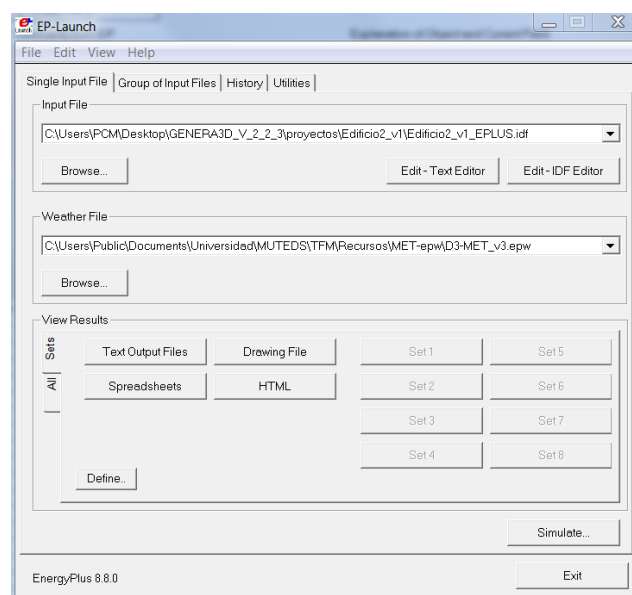 EP-Launch
File Edit View Help
Single Input File Group of Input Files History Utilities
Input File
C:\Users\PCM\Desktop\GENERA3D_V_2_2_3\proyectos\Edificio2_v1\Edificio2_v1_EPLUS.idf
Browse... Edit - Text Editor Edit - IDF Editor
Weather File
C:\Users\Public\Documents\Universidad\MUTEDS\TFM\Recursos\MET-epw\D3-MET_v3.epw
Browse...
View Results
Sets
All
Text Output Files Drawing File Set 1 Set 5
Spreadsheets HTML Set 2 Set 6
Set 3 Set 7
Set 4 Set 8
Define..
Simulate...
EnergyPlus 8.8.0 Exit